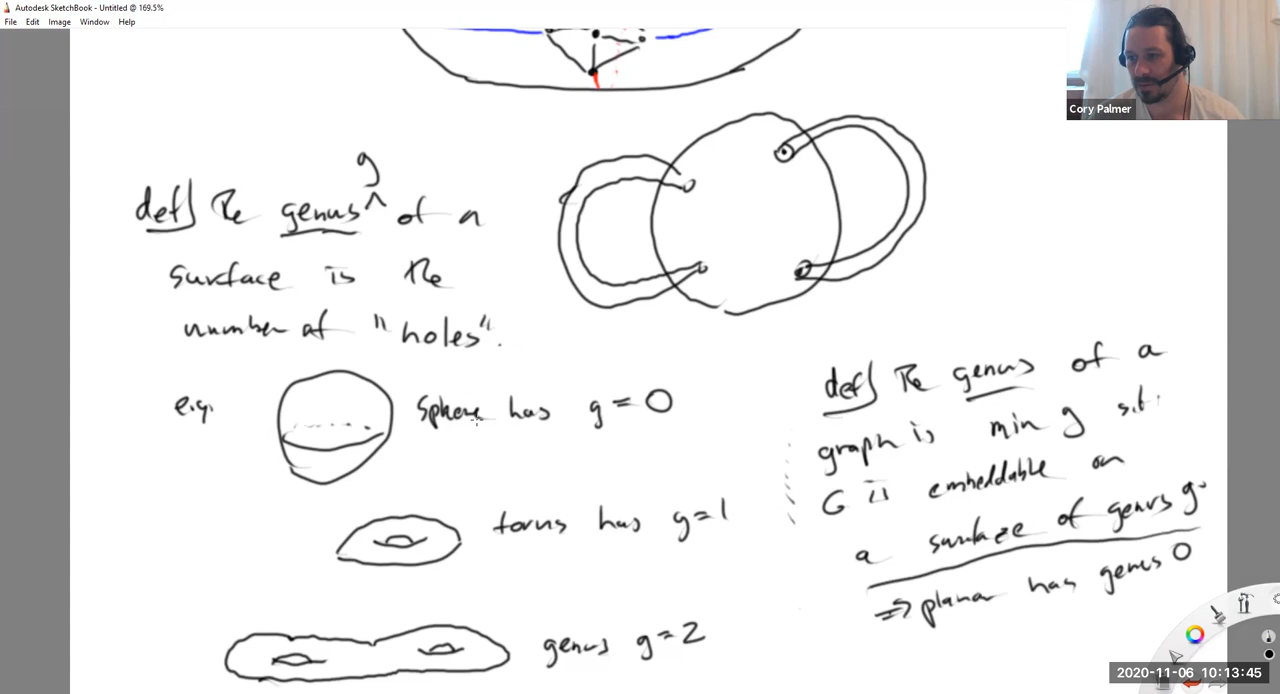 Autodesk SketchBook - Untitled @ 169.5%
File Edit Image Window Help
Cory Palmer
def) The genus g ^ of a
surface is the
number of "holes".
e.g. Sphere has g = 0
torus has g=1
genus g=2
def) The genus of a
graph is min g s.t.
G is embeddable on
a surface of genus g.
⇒ planar has genus 0
2020-11-06 10:13:45